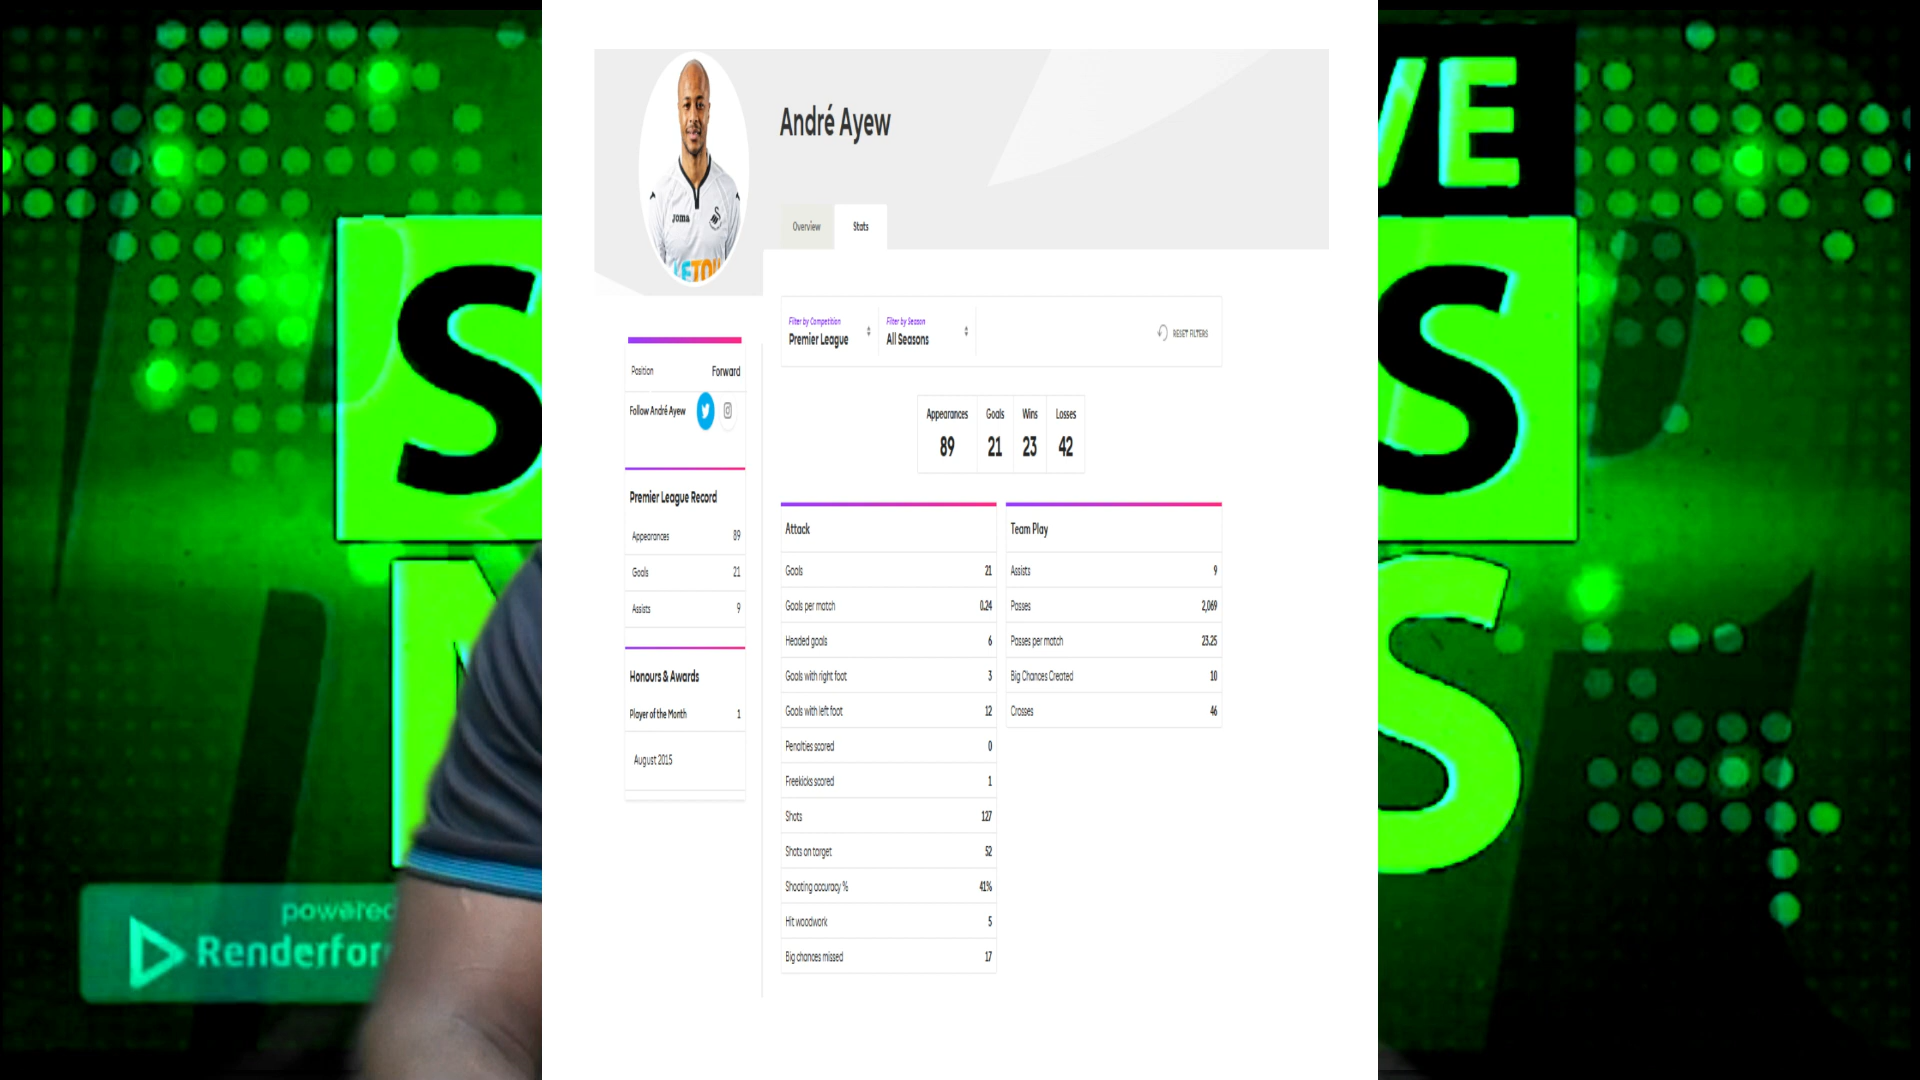 André Ayew
Overview Stats
JOMA
LETOU
Filter by Competition Filter by Season
Premier League All Seasons RESET FILTERS
Position Forward
Follow André Ayew
Premier League Record
Appearances 89
Goals 21
Assists 9
Honours & Awards
Player of the Month 1
August 2015
Appearances Goals Wins Losses
89 21 23 42
Attack
Goals 21
Goals per match 0.24
Headed goals 6
Goals with right foot 3
Goals with left foot 12
Penalties scored 0
Freekicks scored 1
Shots 127
Shots on target 52
Shooting accuracy % 41%
Hit woodwork 5
Big chances missed 17
Team Play
Assists 9
Passes 2,069
Passes per match 23.25
Big Chances Created 10
Crosses 46
VE
S S
S
powered
Renderfor